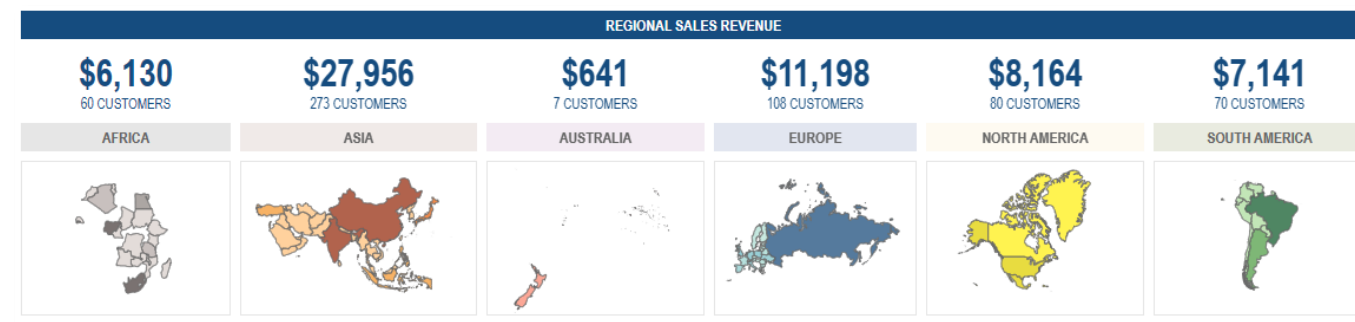 REGIONAL SALES REVENUE
$6,130
60 CUSTOMERS
AFRICA
$27,956
273 CUSTOMERS
ASIA
$641
7 CUSTOMERS
AUSTRALIA
$11,198
108 CUSTOMERS
EUROPE
$8,164
80 CUSTOMERS
NORTH AMERICA
$7,141
70 CUSTOMERS
SOUTH AMERICA